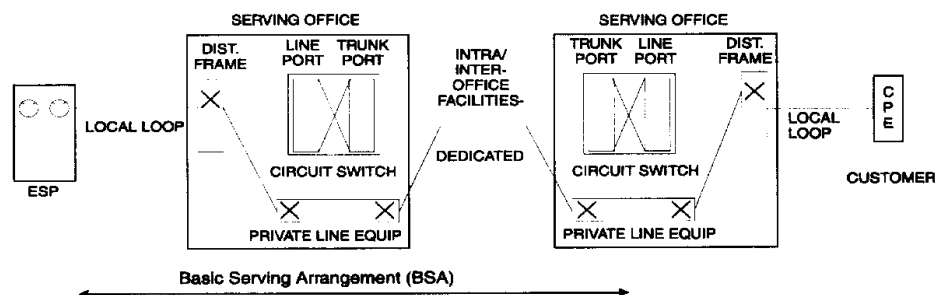 SERVING OFFICE
DIST. FRAME
LINE PORT
TRUNK PORT
ESP
LOCAL LOOP
CIRCUIT SWITCH
PRIVATE LINE EQUIP
INTRA/
INTER-
OFFICE
FACILITIES-
DEDICATED
SERVING OFFICE
TRUNK PORT
LINE PORT
DIST. FRAME
CIRCUIT SWITCH
PRIVATE LINE EQUIP
LOCAL
LOOP
CPE
CUSTOMER
Basic Serving Arrangement (BSA)